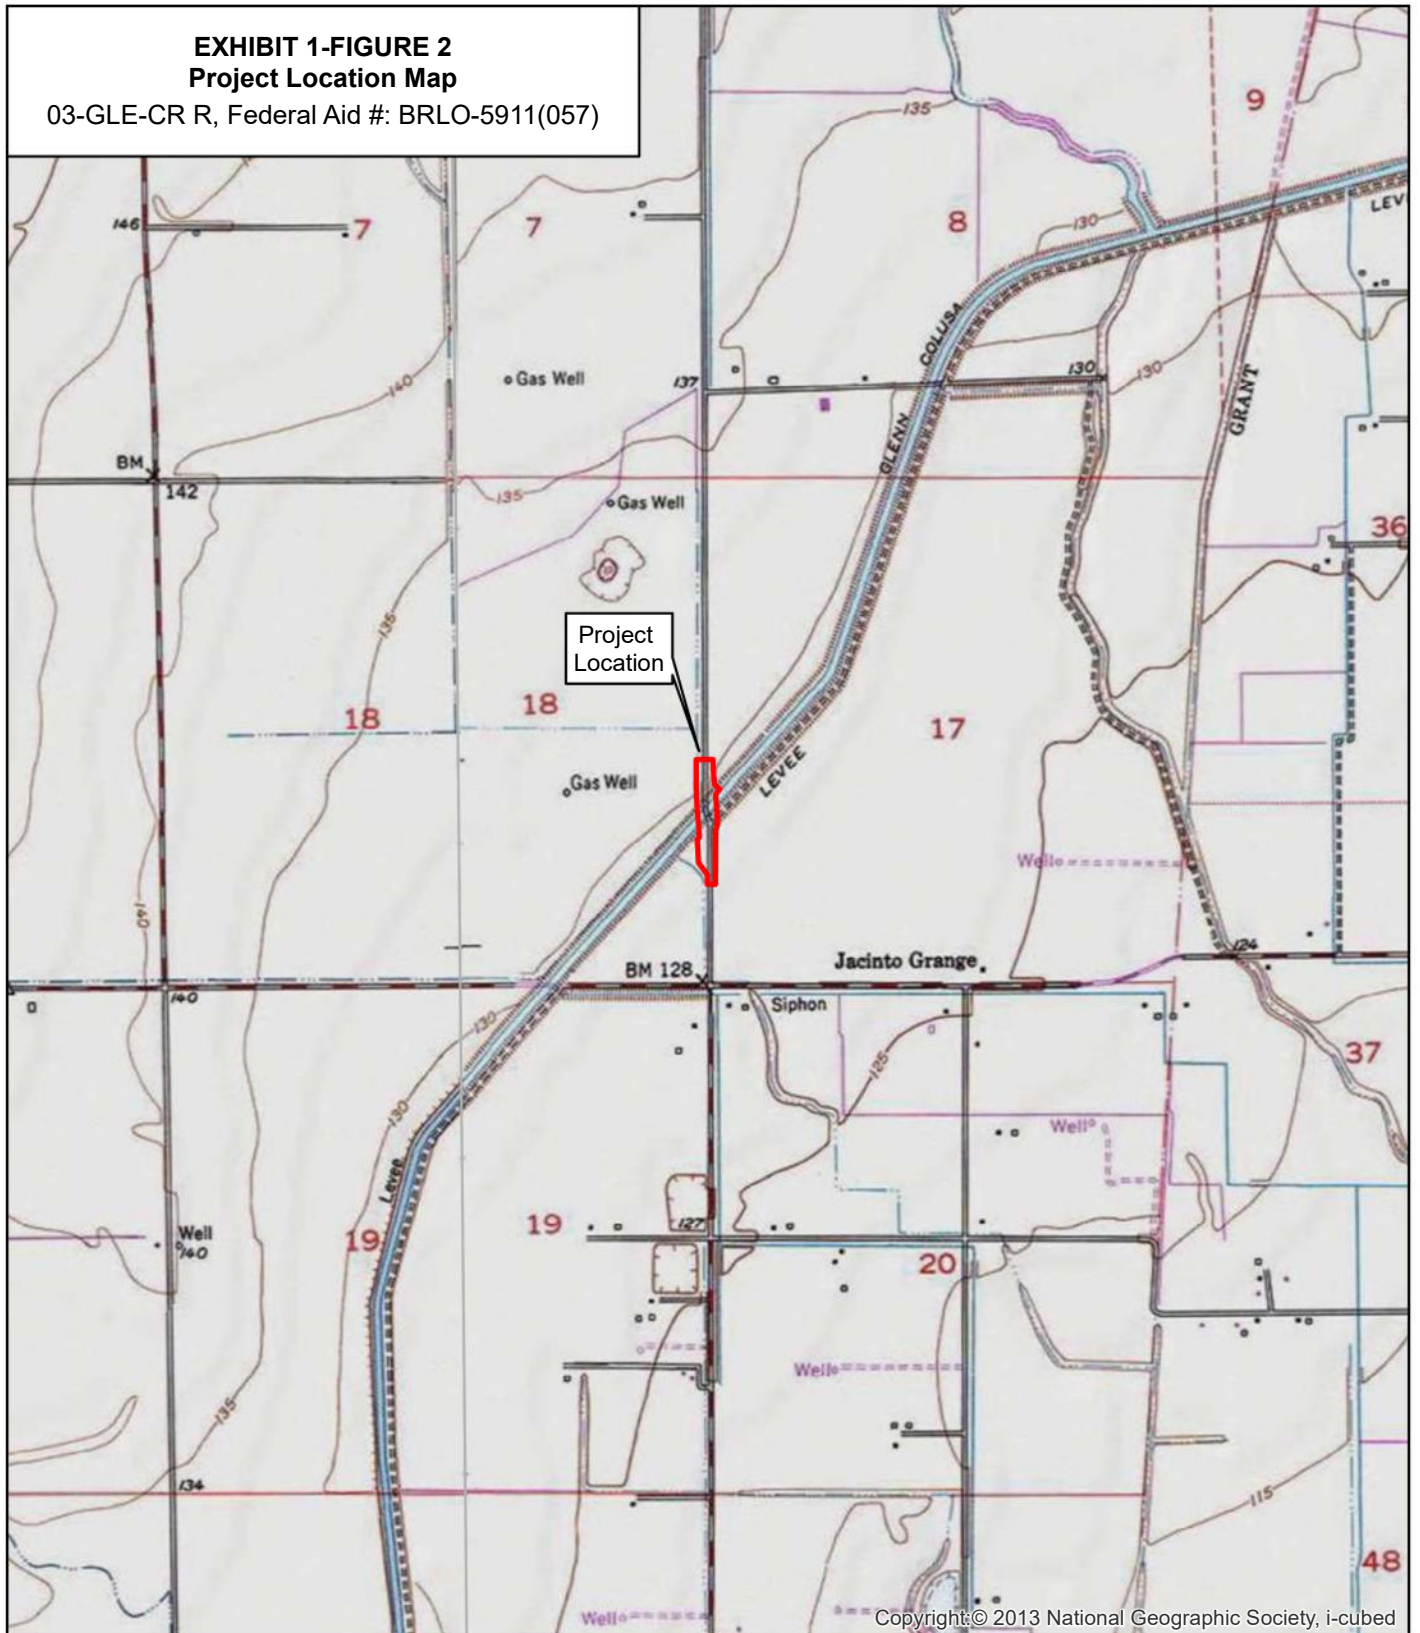 EXHIBIT 1-FIGURE 2
Project Location Map
03-GLE-CR R, Federal Aid #: BRLO-5911(057)
9
135
LEV
146
7
7
8
130
COLUSA
Gas Well
137
130
130
140
GRANT
GLENN
BM
142
135
Gas Well
36
135
Project
Location
18
18
17
LEVEE
Gas Well
Well
140
124
Jacinto Grange
BM 128
140
Siphon
130
125
37
130
Well
Levee
19
19
127
Well
140
20
Well
135
134
115
48
Well
Copyright:© 2013 National Geographic Society, i-cubed